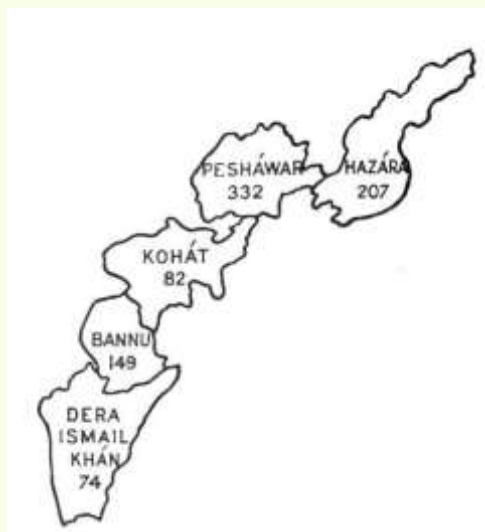 PESHÁWAR
332
HAZÁRA
207
KOHÁT
82
BANNU
149
DERA
ISMAIL
KHÁN
74